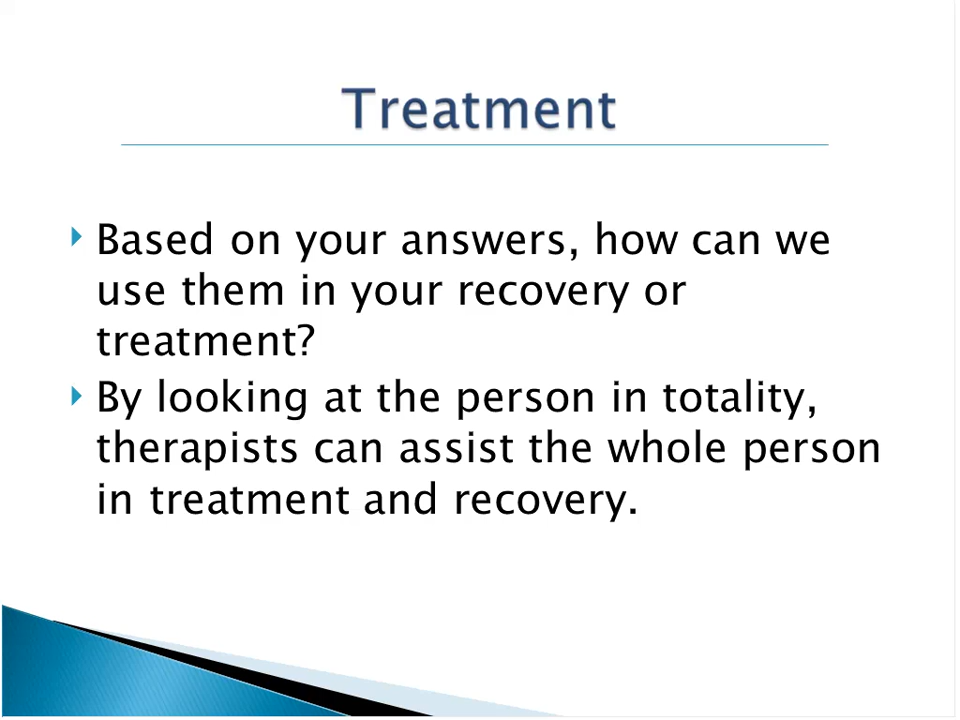 Treatment
Based on your answers, how can we
use them in your recovery or
treatment?
By looking at the person in totality,
therapists can assist the whole person
in treatment and recovery.